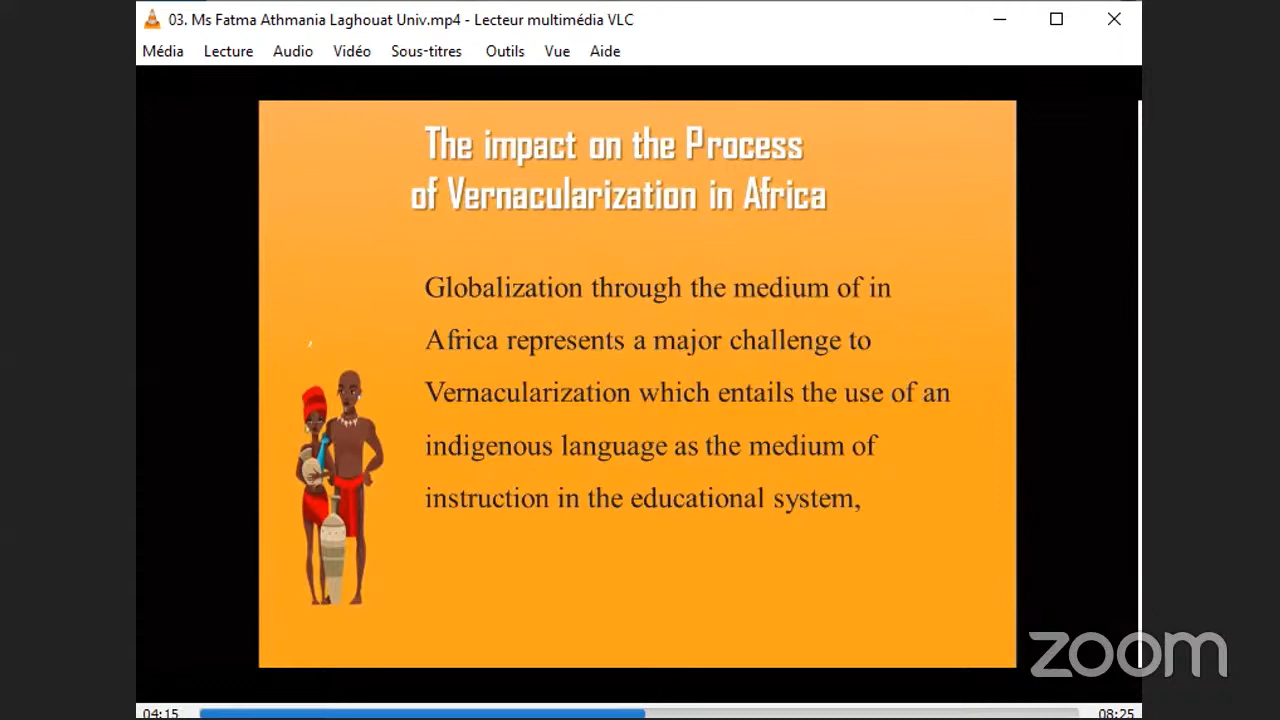 03. Ms Fatma Athmania Laghouat Univ.mp4 - Lecteur multimédia VLC
Média Lecture Audio Vidéo Sous-titres Outils Vue Aide
The impact on the Process
of Vernacularization in Africa
Globalization through the medium of in
Africa represents a major challenge to
Vernacularization which entails the use of an
indigenous language as the medium of
instruction in the educational system,
zoom
04:15 08:25